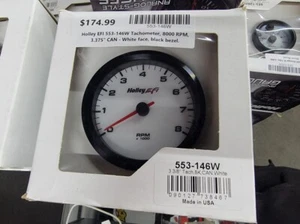 $174.99
Holley EFI 553-146W Tachometer, 8000 RPM,
3.375" CAN - White face, black bezel
Holley EFI
0
1
2
3
4
5
6
7
8
RPM
x 1000
553-146W
3 3/8" Tach 8K,CAN,White
Made in USA